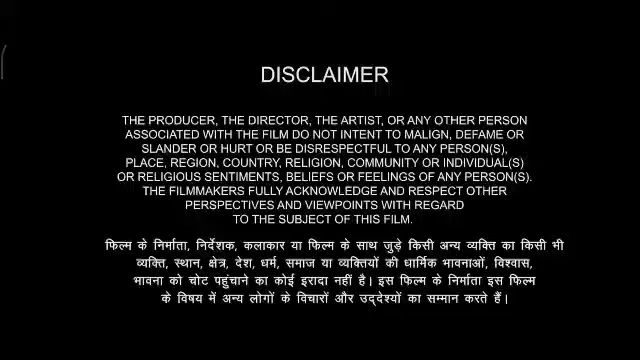 DISCLAIMER
THE PRODUCER, THE DIRECTOR, THE ARTIST, OR ANY OTHER PERSON
ASSOCIATED WITH THE FILM DO NOT INTENT TO MALIGN, DEFAME OR
SLANDER OR HURT OR BE DISRESPECTFUL TO ANY PERSON(S),
PLACE, REGION, COUNTRY, RELIGION, COMMUNITY OR INDIVIDUAL(S)
OR RELIGIOUS SENTIMENTS, BELIEFS OR FEELINGS OF ANY PERSON(S).
THE FILMMAKERS FULLY ACKNOWLEDGE AND RESPECT OTHER
PERSPECTIVES AND VIEWPOINTS WITH REGARD
TO THE SUBJECT OF THIS FILM.
फिल्म के निर्माता, निर्देशक, कलाकार या फिल्म के साथ जुड़े किसी अन्य व्यक्ति का किसी भी
व्यक्ति, स्थान, क्षेत्र, देश, धर्म, समाज या व्यक्तियों की धार्मिक भावनाओं, विश्वास,
भावना को चोट पहुंचाने का कोई इरादा नहीं है। इस फिल्म के निर्माता इस फिल्म
के विषय में अन्य लोगों के विचारों और उद्देश्यों का सम्मान करते हैं।